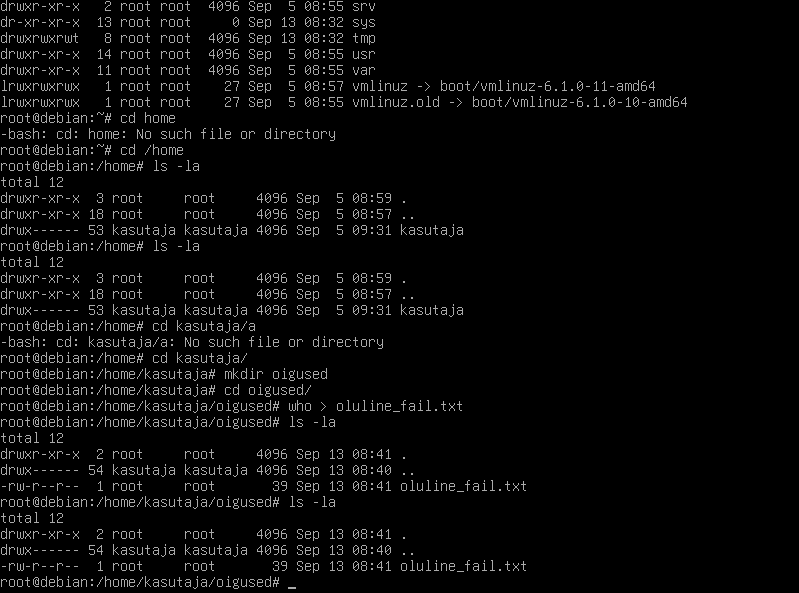 drwxr-xr-x   2 root root  4096 Sep  5 08:55 srv
dr-xr-xr-x  13 root root     0 Sep 13 08:32 sys
drwxrwxrwt   8 root root  4096 Sep 13 08:32 tmp
drwxr-xr-x  14 root root  4096 Sep  5 08:55 usr
drwxr-xr-x  11 root root  4096 Sep  5 08:55 var
lrwxrwxrwx   1 root root    27 Sep  5 08:57 vmlinuz -> boot/vmlinuz-6.1.0-11-amd64
lrwxrwxrwx   1 root root    27 Sep  5 08:55 vmlinuz.old -> boot/vmlinuz-6.1.0-10-amd64
root@debian:~# cd home
-bash: cd: home: No such file or directory
root@debian:~# cd /home
root@debian:/home# ls -la
total 12
drwxr-xr-x  3 root     root     4096 Sep  5 08:59 .
drwxr-xr-x 18 root     root     4096 Sep  5 08:57 ..
drwx------ 53 kasutaja kasutaja 4096 Sep  5 09:31 kasutaja
root@debian:/home# ls -la
total 12
drwxr-xr-x  3 root     root     4096 Sep  5 08:59 .
drwxr-xr-x 18 root     root     4096 Sep  5 08:57 ..
drwx------ 53 kasutaja kasutaja 4096 Sep  5 09:31 kasutaja
root@debian:/home# cd kasutaja/a
-bash: cd: kasutaja/a: No such file or directory
root@debian:/home# cd kasutaja/
root@debian:/home/kasutaja# mkdir oigused
root@debian:/home/kasutaja# cd oigused/
root@debian:/home/kasutaja/oigused# who > oluline_fail.txt
root@debian:/home/kasutaja/oigused# ls -la
total 12
drwxr-xr-x  2 root     root     4096 Sep 13 08:41 .
drwx------ 54 kasutaja kasutaja 4096 Sep 13 08:40 ..
-rw-r--r--  1 root     root       39 Sep 13 08:41 oluline_fail.txt
root@debian:/home/kasutaja/oigused# ls -la
total 12
drwxr-xr-x  2 root     root     4096 Sep 13 08:41 .
drwx------ 54 kasutaja kasutaja 4096 Sep 13 08:40 ..
-rw-r--r--  1 root     root       39 Sep 13 08:41 oluline_fail.txt
root@debian:/home/kasutaja/oigused# _